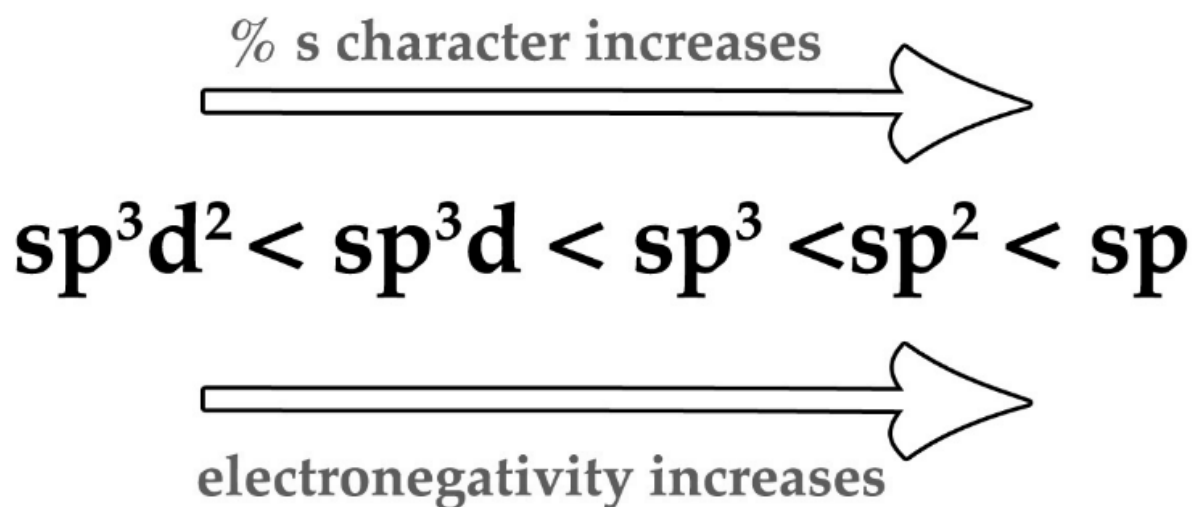 % s character increases
sp³d² < sp³d < sp³ <sp² < sp
electronegativity increases